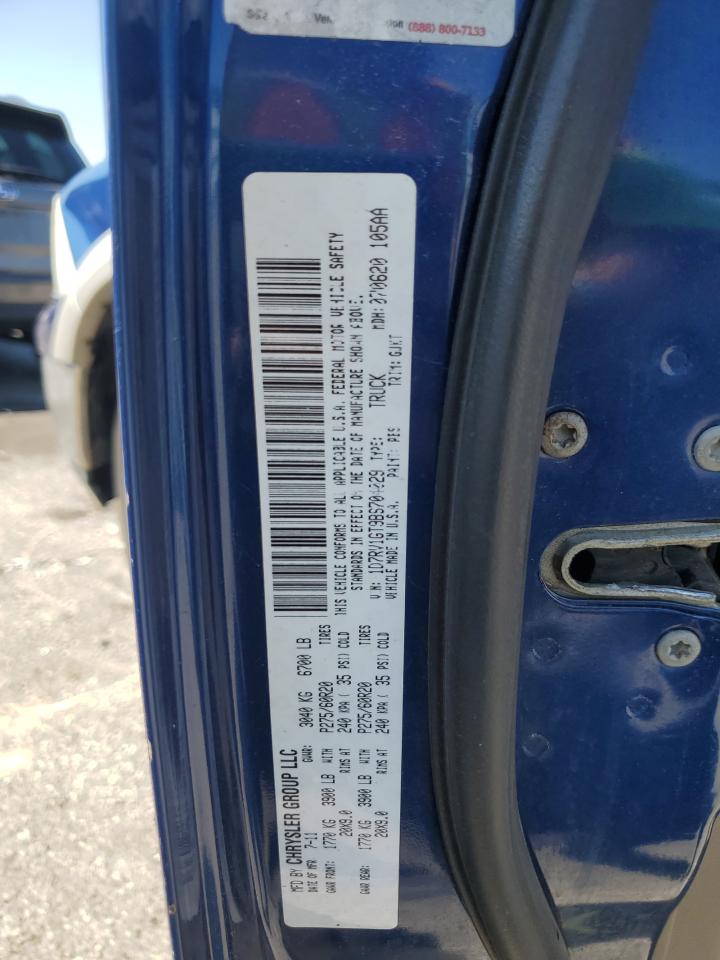 (888) 800-7133
MFD BY CHRYSLER GROUP LLC
DATE OF MFR 7-11 GVWR: 3040 KG 6700 LB
GAWR FRONT: 1770 KG 3900 LB WITH P275/60R20 TIRES
20X9.0 RIMS AT 240 KPA ( 35 PSI) COLD
GAWR REAR: 1770 KG 3900 LB WITH P275/60R20 TIRES
20X9.0 RIMS AT 240 KPA ( 35 PSI) COLD
THIS VEHICLE CONFORMS TO ALL APPLICABLE U.S.A. FEDERAL MOTOR VEHICLE SAFETY
STANDARDS IN EFFECT ON THE DATE OF MANUFACTURE SHOWN ABOVE.
TYPE: TRUCK MDH: 105AA
VEHICLE MADE IN U.S.A. PAINT: TRIM: GJKT